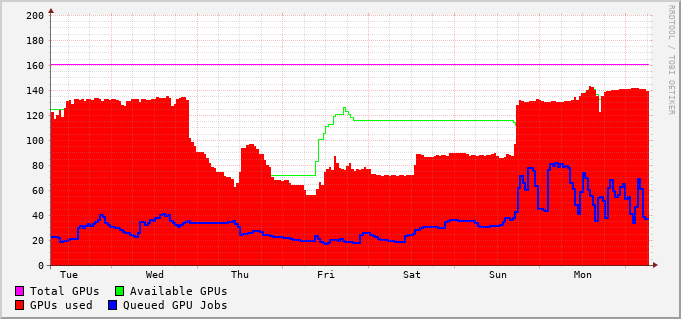 200
180
160
140
120
100
80
60
40
20
0
Tue Wed Thu Fri Sat Sun Mon
Total GPUs Available GPUs
GPUs used Queued GPU Jobs
RRDTOOL / TOBI OETIKER